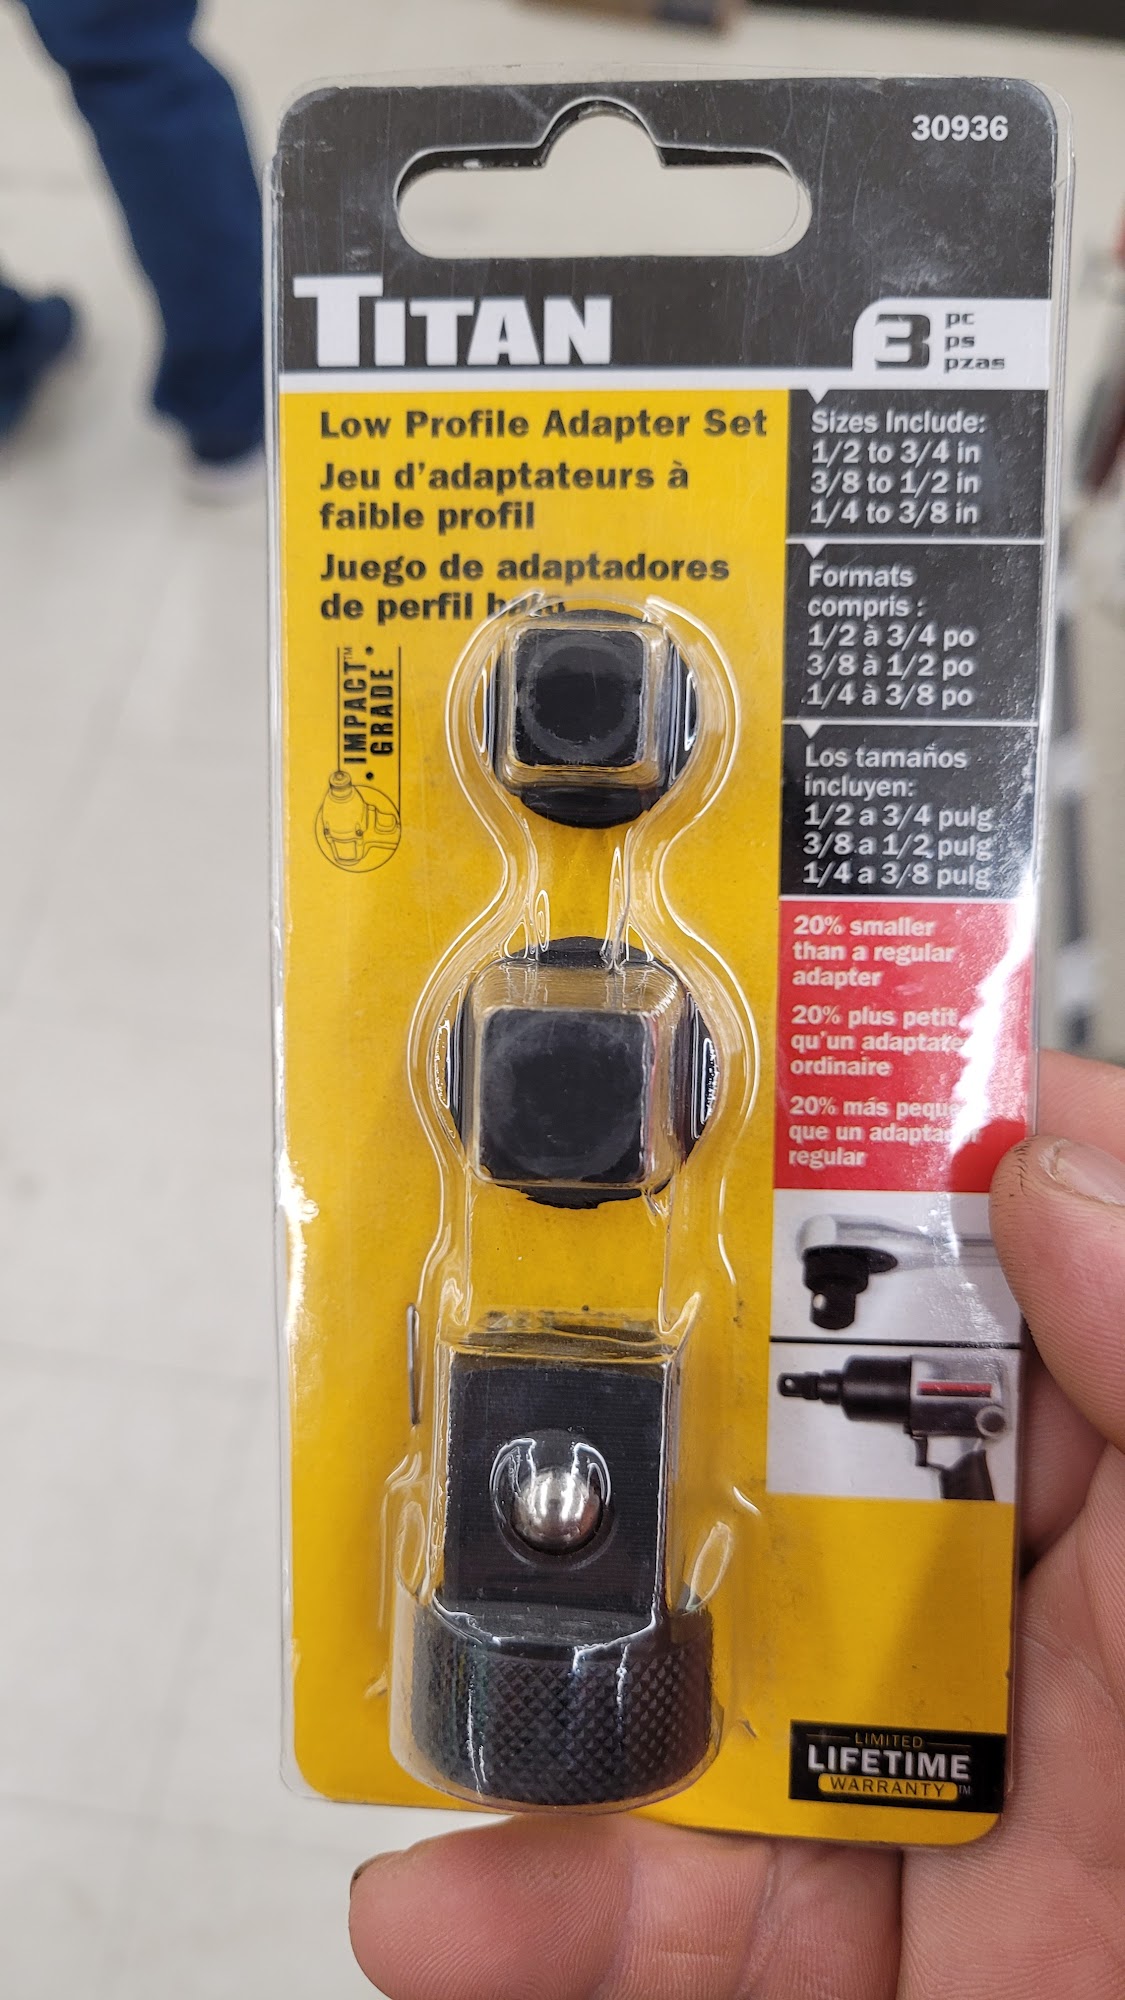 30936
TITAN
3 pc
ps
pzas
Low Profile Adapter Set
Jeu d'adaptateurs à
faible profil
Juego de adaptadores
de perfil
IMPACT™
GRADE
Sizes Include:
1/2 to 3/4 in
3/8 to 1/2 in
1/4 to 3/8 in
Formats
compris :
1/2 à 3/4 po
3/8 à 1/2 po
1/4 à 3/8 po
Los tamaños
incluyen:
1/2 a 3/4 pulg
3/8 a 1/2 pulg
1/4 a 3/8 pulg
20% smaller
than a regular
adapter
20% plus petit
qu'un
ordinaire
20% más
que un adaptador
regular
LIMITED
LIFETIME
WARRANTY™